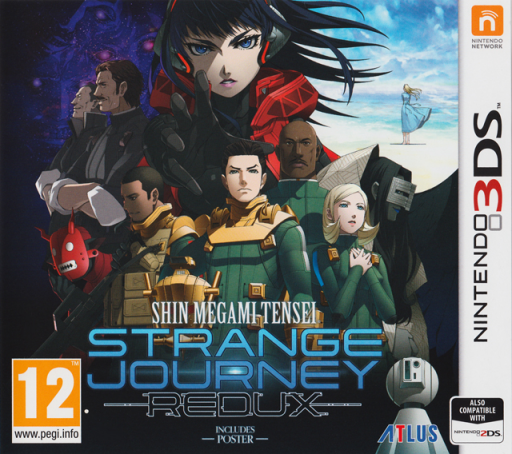 NINTENDO
NETWORK
NINTENDO 3DS™
SHIN MEGAMI TENSEI
STRANGE
JOURNEY
REDUX
INCLUDES
POSTER
12
www.pegi.info
ATLUS
ALSO
COMPATIBLE
WITH
NINTENDO 2DS